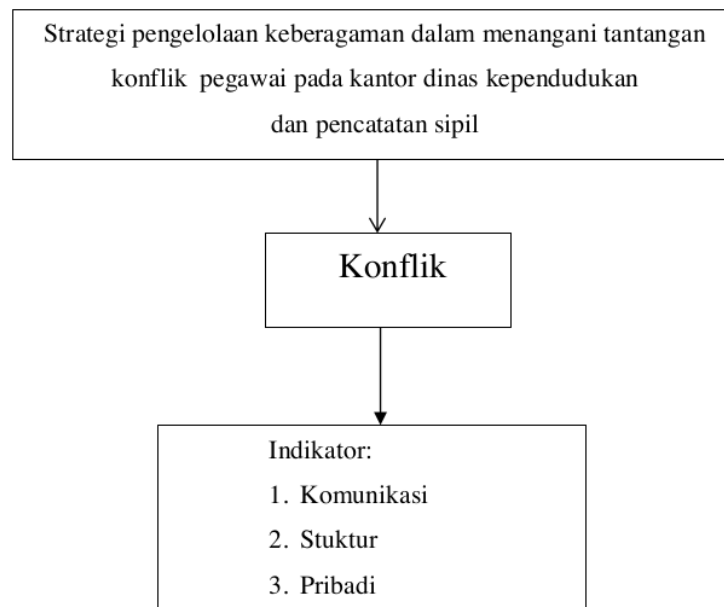 Strategi pengelolaan keberagaman dalam menangani tantangan
konflik pegawai pada kantor dinas kependudukan
dan pencatatan sipil
Konflik
Indikator:
1. Komunikasi
2. Stuktur
3. Pribadi